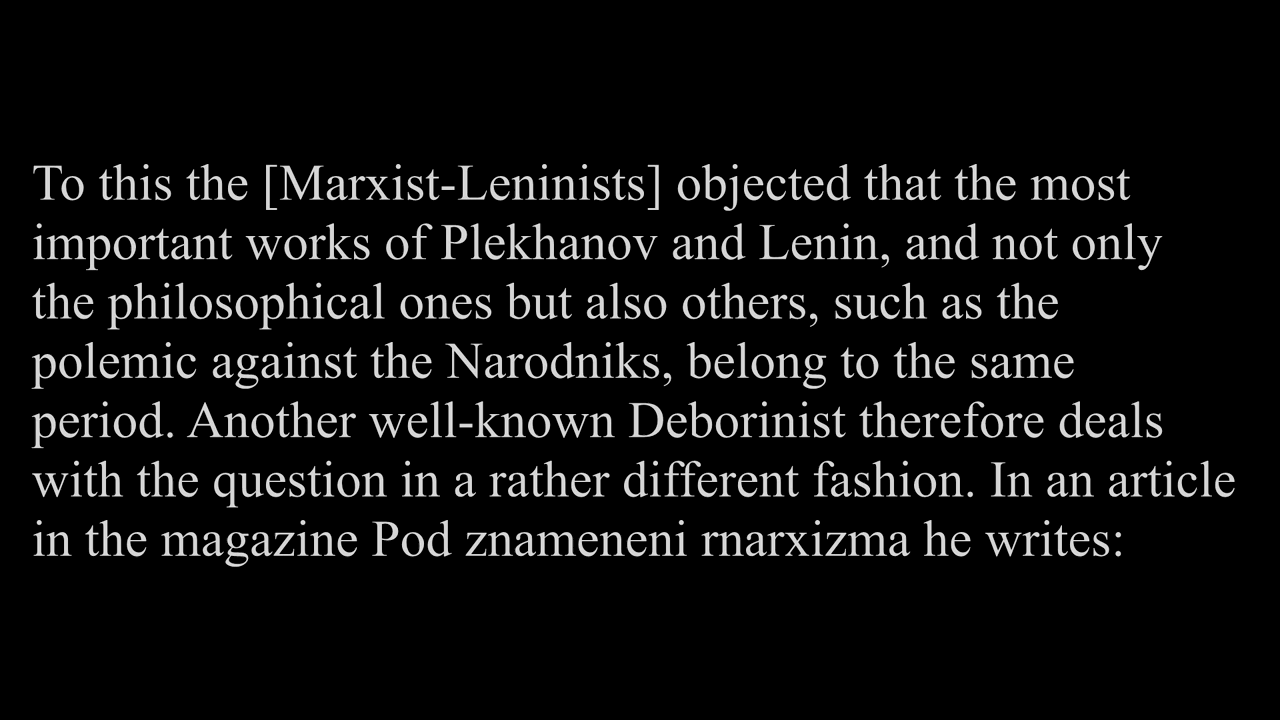 To this the [Marxist-Leninists] objected that the most
important works of Plekhanov and Lenin, and not only
the philosophical ones but also others, such as the
polemic against the Narodniks, belong to the same
period. Another well-known Deborinist therefore deals
with the question in a rather different fashion. In an article
in the magazine Pod znameneni rnarxizma he writes: